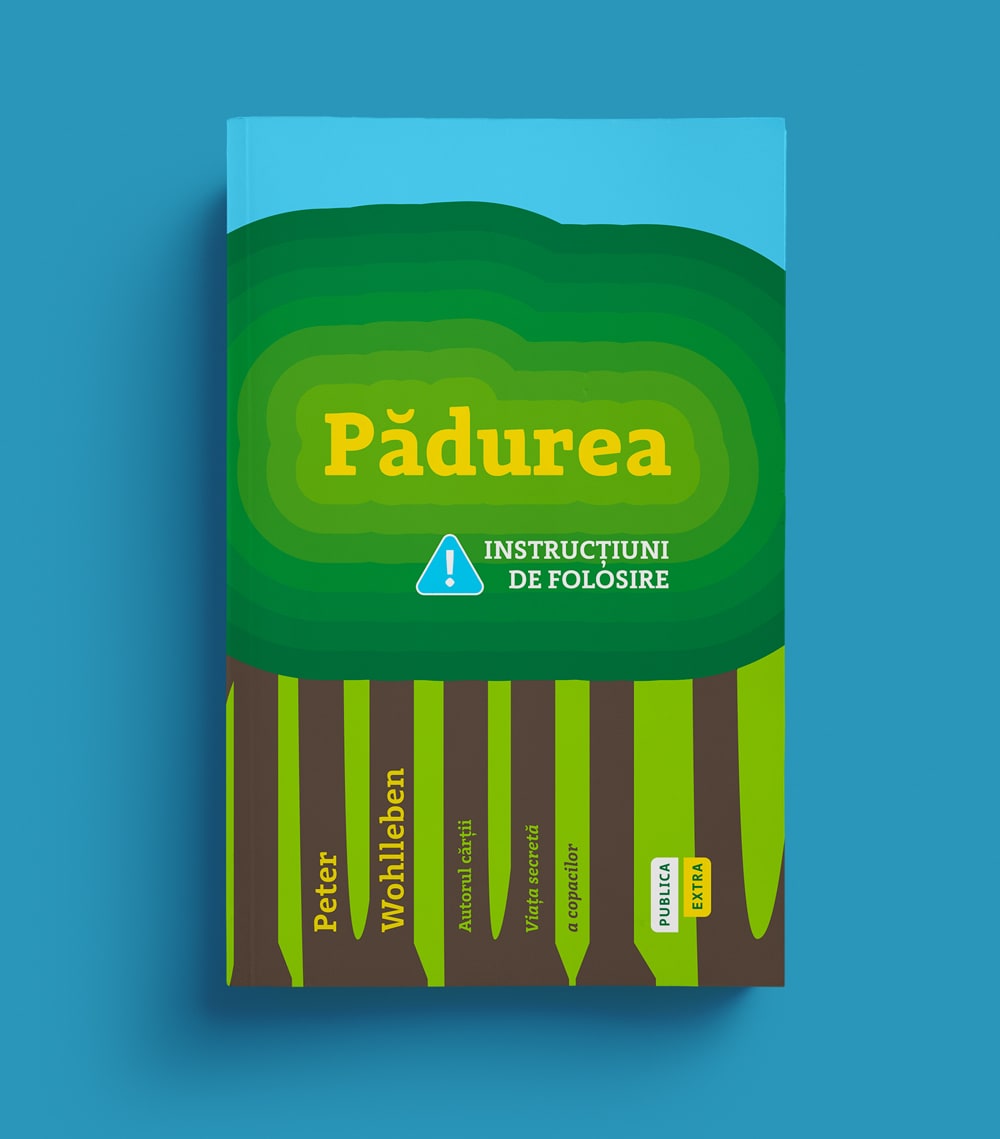 Pădurea
!
INSTRUCȚIUNI
DE FOLOSIRE
Peter
Wohlleben
Autorul cărții
Viața secretă
a copacilor
PUBLICA
EXTRA